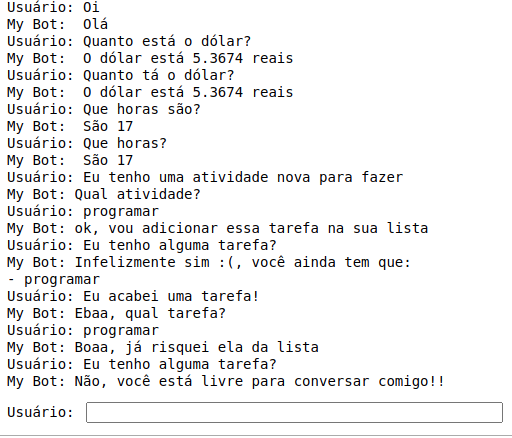 Usuário: Oi
My Bot:  Olá
Usuário: Quanto está o dólar?
My Bot:  O dólar está 5.3674 reais
Usuário: Quanto tá o dólar?
My Bot:  O dólar está 5.3674 reais
Usuário: Que horas são?
My Bot:  São 17
Usuário: Que horas?
My Bot:  São 17
Usuário: Eu tenho uma atividade nova para fazer
My Bot: Qual atividade?
Usuário: programar
My Bot: ok, vou adicionar essa tarefa na sua lista
Usuário: Eu tenho alguma tarefa?
My Bot: Infelizmente sim :(, você ainda tem que:
- programar
Usuário: Eu acabei uma tarefa!
My Bot: Ebaa, qual tarefa?
Usuário: programar
My Bot: Boaa, já risquei ela da lista
Usuário: Eu tenho alguma tarefa?
My Bot: Não, você está livre para conversar comigo!!
Usuário: